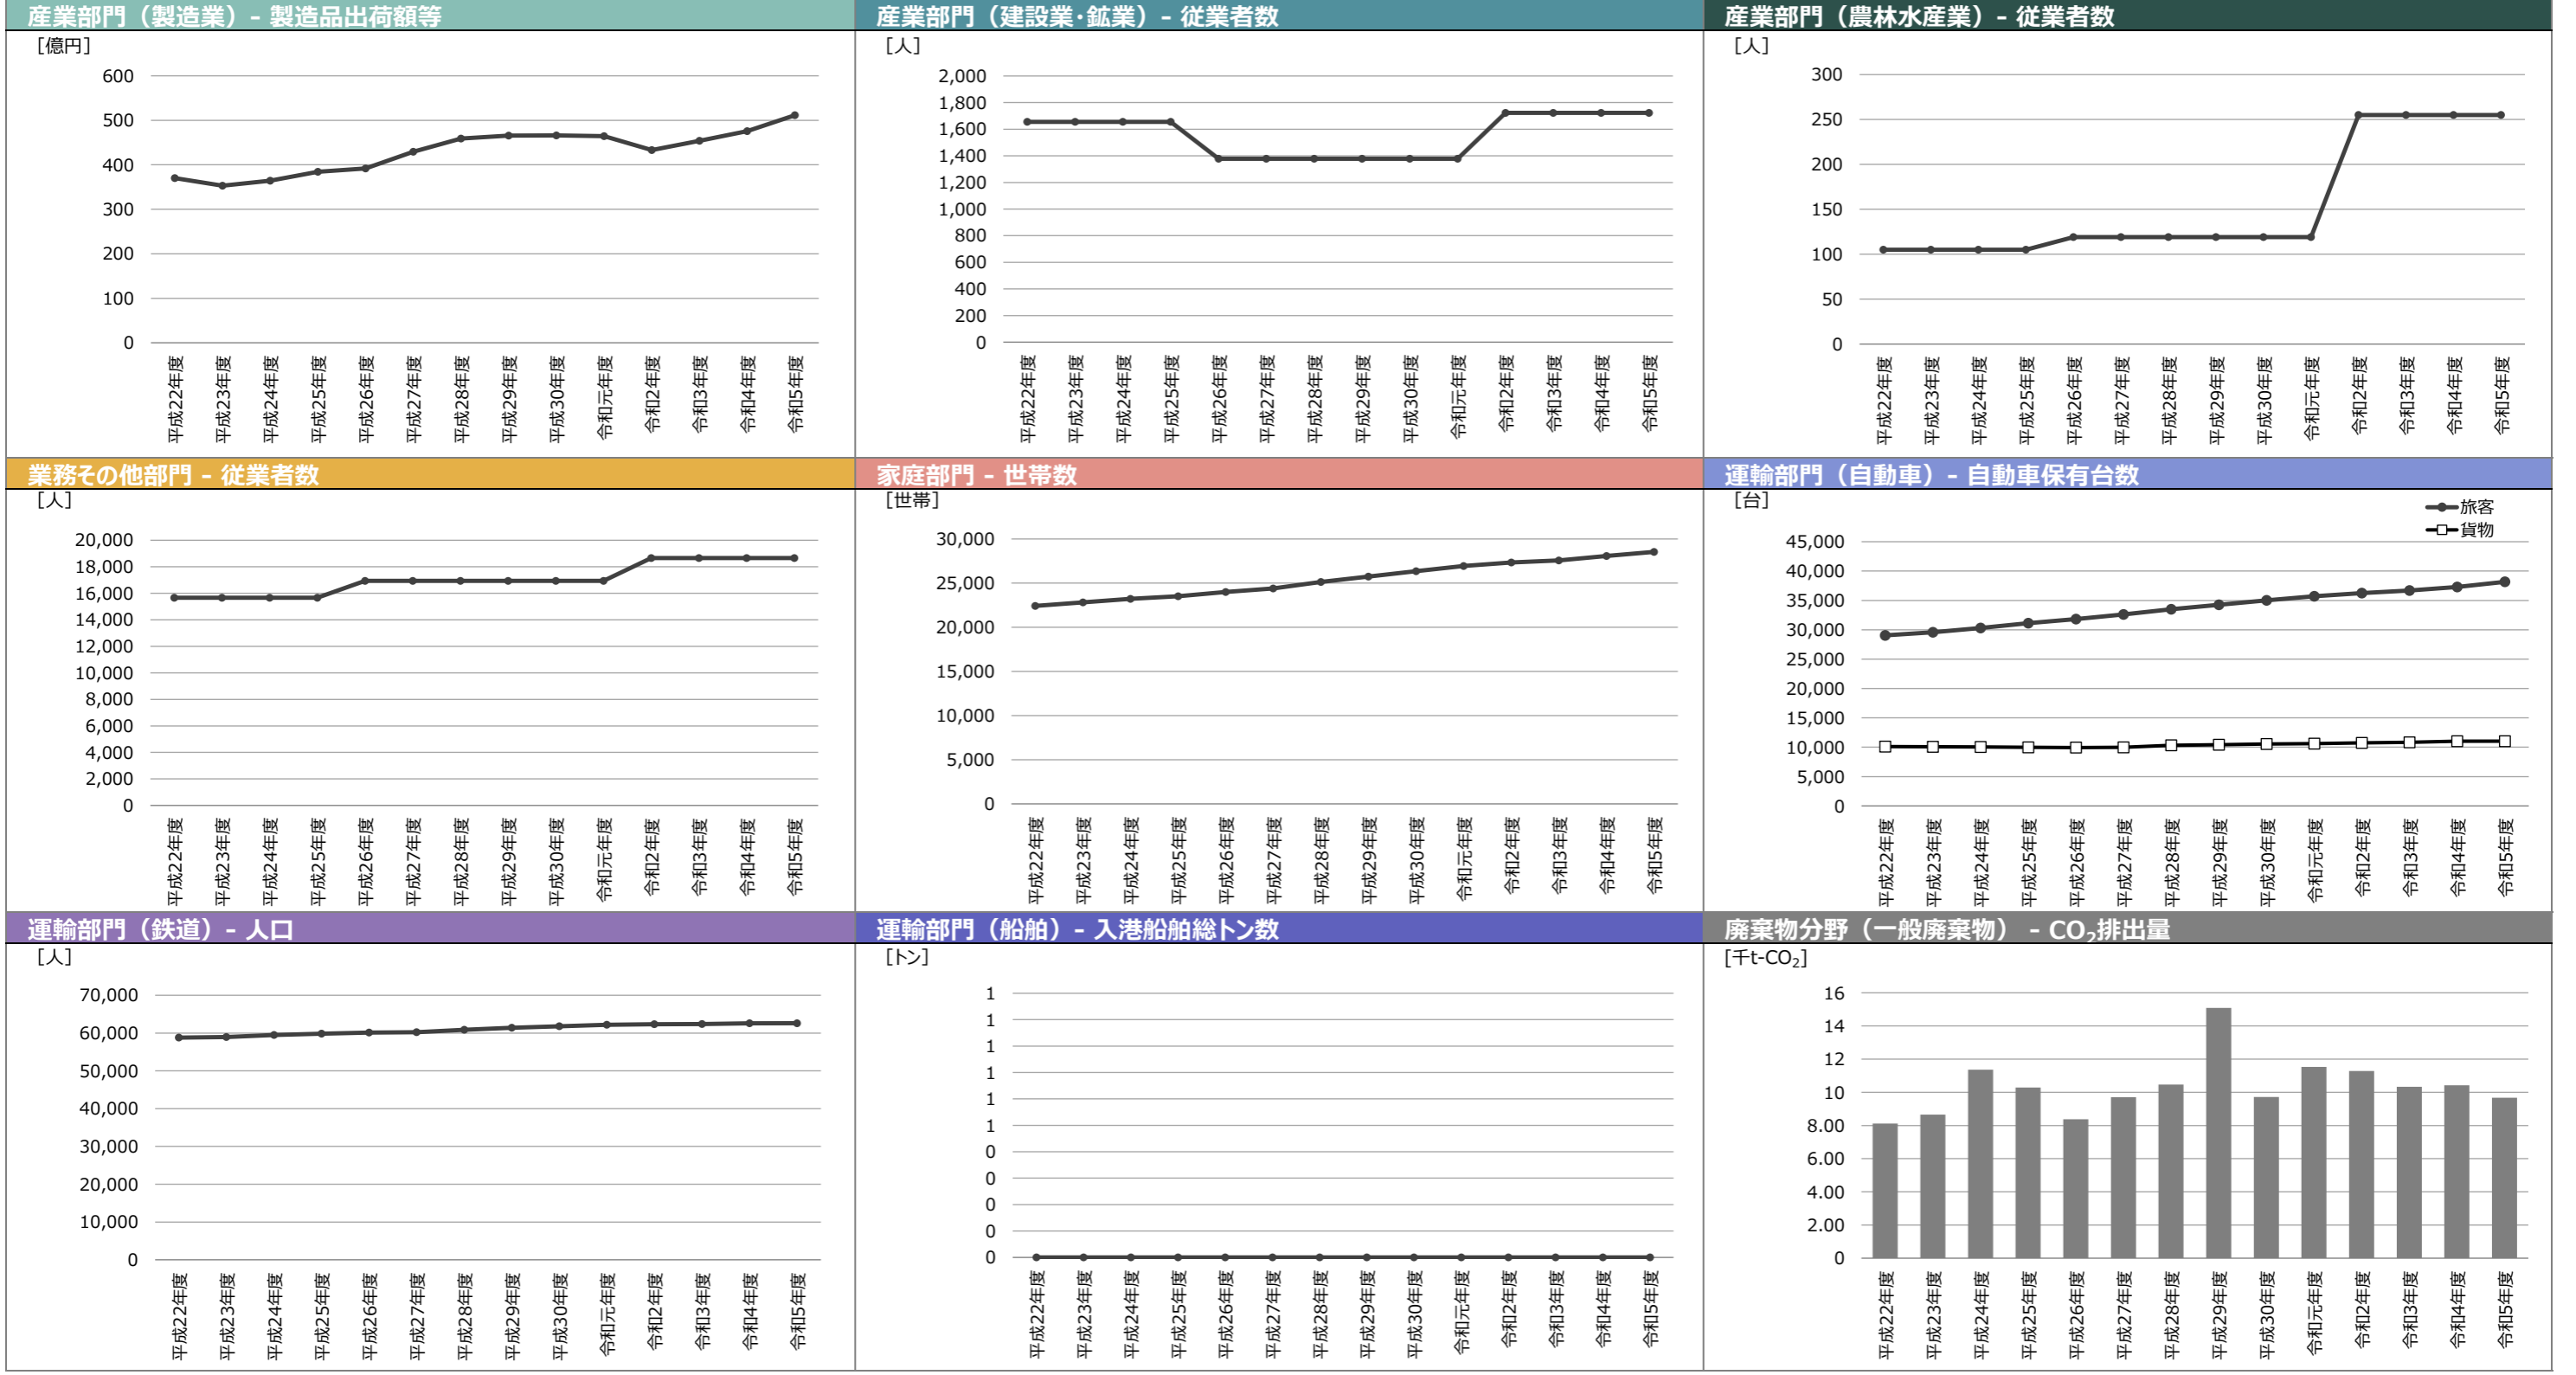 産業部門（製造業）- 製造品出荷額等
[億円]
600
500
400
300
200
100
0
平成22年度
平成23年度
平成24年度
平成25年度
平成26年度
平成27年度
平成28年度
平成29年度
平成30年度
令和元年度
令和2年度
令和3年度
令和4年度
令和5年度
産業部門（建設業・鉱業）- 従業者数
[人]
2,000
1,800
1,600
1,400
1,200
1,000
800
600
400
200
0
平成22年度
平成23年度
平成24年度
平成25年度
平成26年度
平成27年度
平成28年度
平成29年度
平成30年度
令和元年度
令和2年度
令和3年度
令和4年度
令和5年度
産業部門（農林水産業）- 従業者数
[人]
300
250
200
150
100
50
0
平成22年度
平成23年度
平成24年度
平成25年度
平成26年度
平成27年度
平成28年度
平成29年度
平成30年度
令和元年度
令和2年度
令和3年度
令和4年度
令和5年度
業務その他部門 - 従業者数
[人]
20,000
18,000
16,000
14,000
12,000
10,000
8,000
6,000
4,000
2,000
0
平成22年度
平成23年度
平成24年度
平成25年度
平成26年度
平成27年度
平成28年度
平成29年度
平成30年度
令和元年度
令和2年度
令和3年度
令和4年度
令和5年度
家庭部門 - 世帯数
[世帯]
30,000
25,000
20,000
15,000
10,000
5,000
0
平成22年度
平成23年度
平成24年度
平成25年度
平成26年度
平成27年度
平成28年度
平成29年度
平成30年度
令和元年度
令和2年度
令和3年度
令和4年度
令和5年度
運輸部門（自動車）- 自動車保有台数
[台]
旅客
貨物
45,000
40,000
35,000
30,000
25,000
20,000
15,000
10,000
5,000
0
平成22年度
平成23年度
平成24年度
平成25年度
平成26年度
平成27年度
平成28年度
平成29年度
平成30年度
令和元年度
令和2年度
令和3年度
令和4年度
令和5年度
運輸部門（鉄道）- 人口
[人]
70,000
60,000
50,000
40,000
30,000
20,000
10,000
0
平成22年度
平成23年度
平成24年度
平成25年度
平成26年度
平成27年度
平成28年度
平成29年度
平成30年度
令和元年度
令和2年度
令和3年度
令和4年度
令和5年度
運輸部門（船舶）- 入港船舶総トン数
[トン]
1
1
1
1
1
1
0
0
0
0
0
平成22年度
平成23年度
平成24年度
平成25年度
平成26年度
平成27年度
平成28年度
平成29年度
平成30年度
令和元年度
令和2年度
令和3年度
令和4年度
令和5年度
廃棄物分野（一般廃棄物） - CO₂排出量
[千t-CO₂]
16
14
12
10
8.00
6.00
4.00
2.00
0
平成22年度
平成23年度
平成24年度
平成25年度
平成26年度
平成27年度
平成28年度
平成29年度
平成30年度
令和元年度
令和2年度
令和3年度
令和4年度
令和5年度